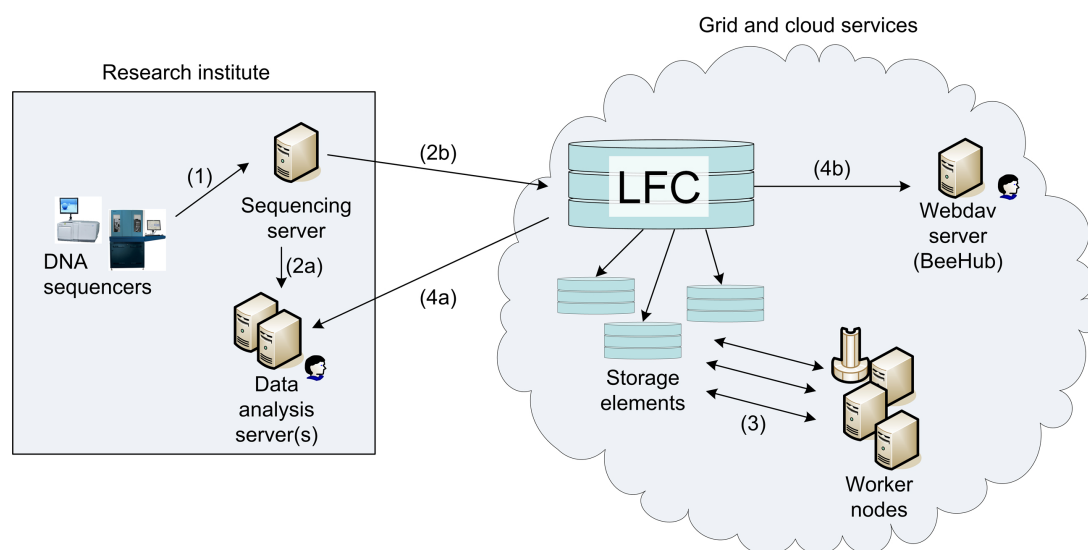 Grid and cloud services
Research institute
(1)
(2b)
LFC
(4b)
Sequencing
server
Webdav
server
(BeeHub)
DNA
sequencers
(2a)
(4a)
Data
analysis
server(s)
Storage
elements
(3)
Worker
nodes